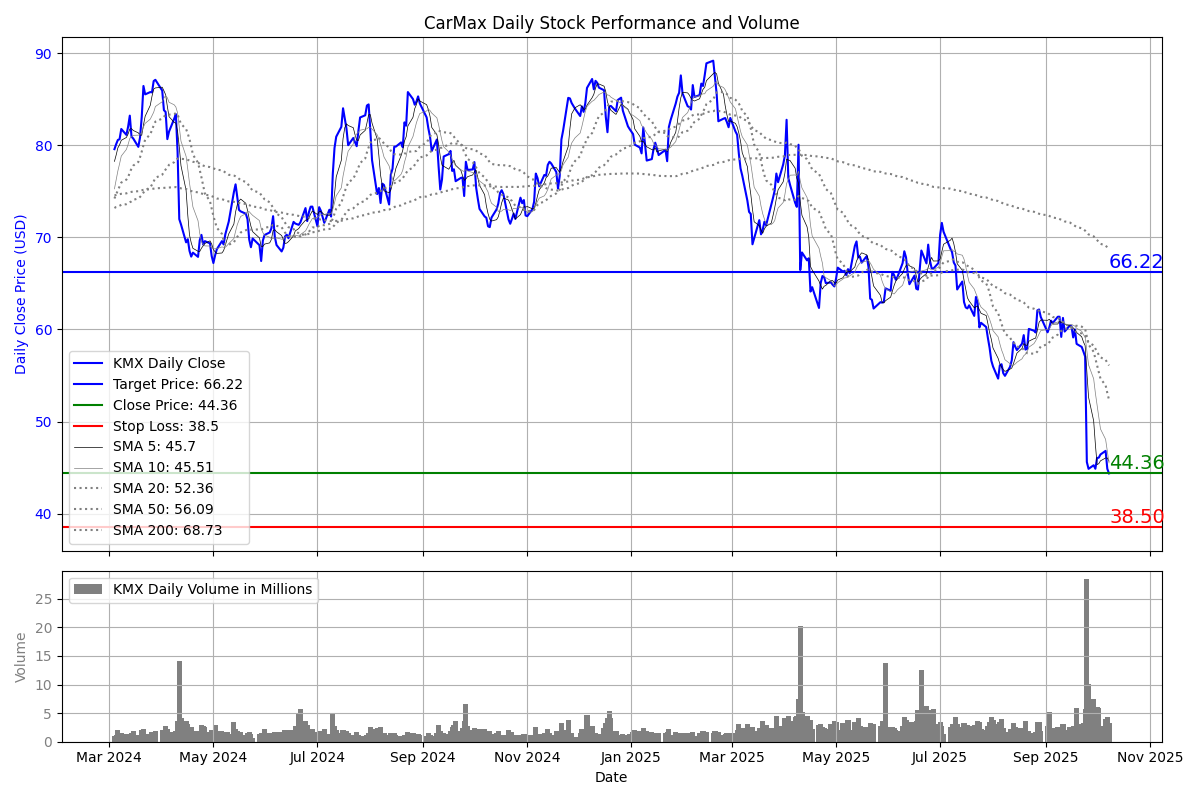 CarMax Daily Stock Performance and Volume
Daily Close Price (USD)
90
80
70
60
50
40
66.22
44.36
38.50
KMX Daily Close
Target Price: 66.22
Close Price: 44.36
Stop Loss: 38.5
SMA 5: 45.7
SMA 10: 45.51
SMA 20: 52.36
SMA 50: 56.09
SMA 200: 68.73
Volume
25
20
15
10
5
0
KMX Daily Volume in Millions
Mar 2024 May 2024 Jul 2024 Sep 2024 Nov 2024 Jan 2025 Mar 2025 May 2025 Jul 2025 Sep 2025 Nov 2025
Date